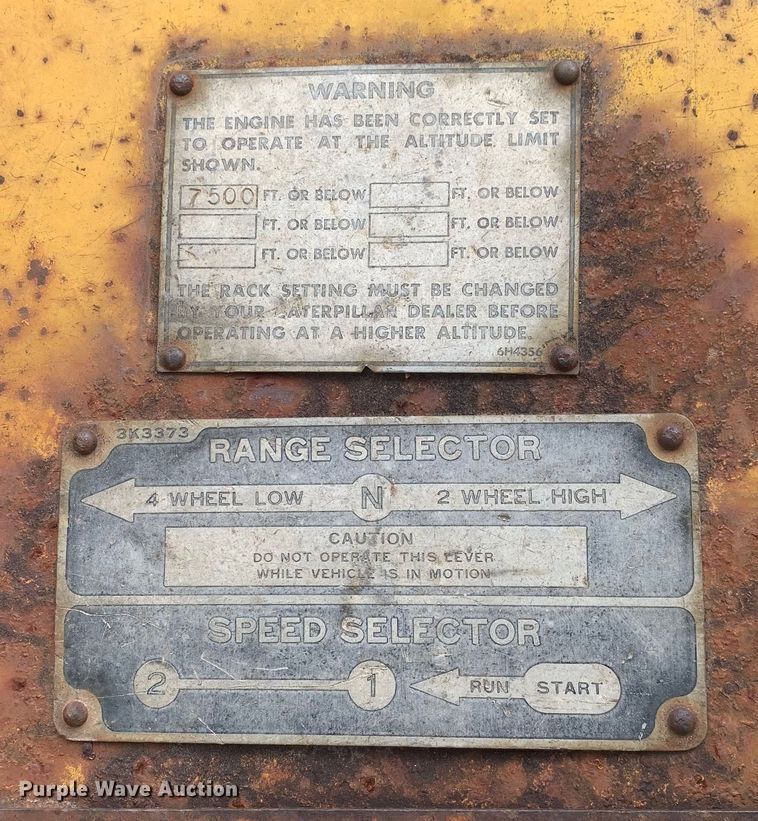 WARNING
THE ENGINE HAS BEEN CORRECTLY SET
TO OPERATE AT THE ALTITUDE LIMIT
SHOWN.
7500 FT. OR BELOW FT. OR BELOW
FT. OR BELOW FT. OR BELOW
FT. OR BELOW FT. OR BELOW
THE RACK SETTING MUST BE CHANGED
BY YOUR CATERPILLAR DEALER BEFORE
OPERATING AT A HIGHER ALTITUDE.
6H4356
3K3373
RANGE SELECTOR
4 WHEEL LOW N 2 WHEEL HIGH
CAUTION
DO NOT OPERATE THIS LEVER
WHILE VEHICLE IS IN MOTION
SPEED SELECTOR
2 1 RUN START
Purple Wave Auction